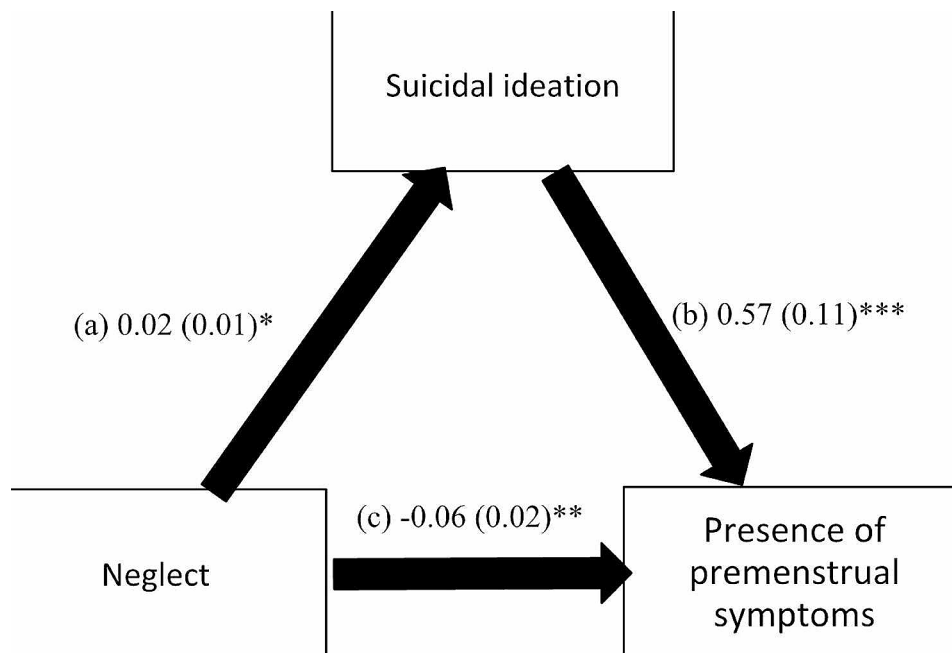 Suicidal ideation
(a) 0.02 (0.01)*
(b) 0.57 (0.11)***
(c) -0.06 (0.02)**
Neglect
Presence of
premenstrual
symptoms